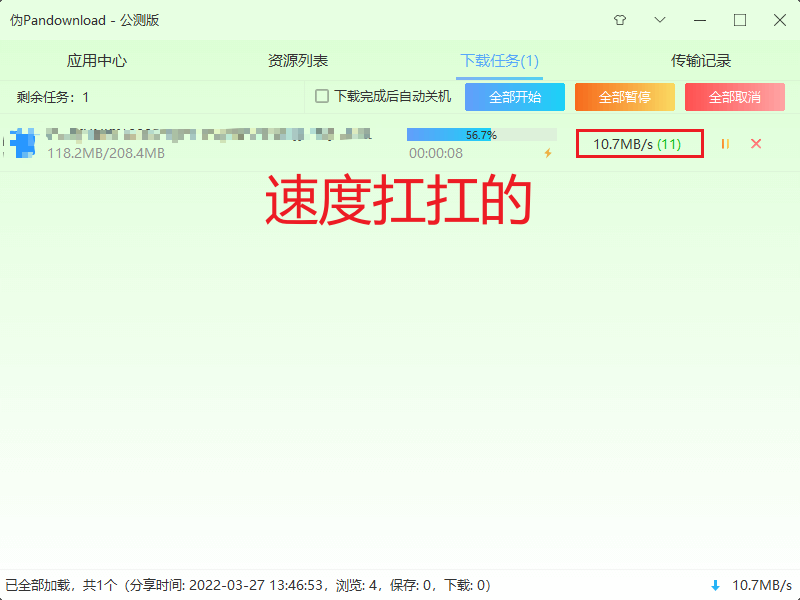 伪Pandownload - 公测版
应用中心 资源列表 下载任务(1) 传输记录
剩余任务：1 下载完成后自动关机 全部开始 全部暂停 全部取消
56.7%
118.2MB/208.4MB 00:00:08 10.7MB/s (11)
速度扛扛的
已全部加载，共1个（分享时间: 2022-03-27 13:46:53，浏览: 4，保存: 0，下载: 0） 10.7MB/s